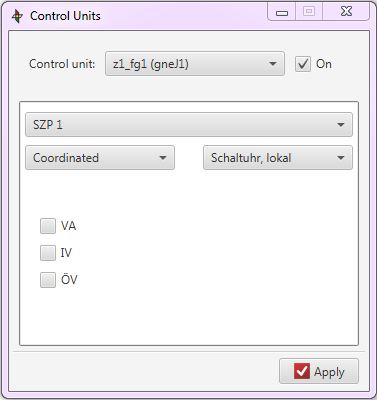 Control Units
Control unit: z1_fg1 (gneJ1) On
SZP 1
Coordinated Schaltuhr, lokal
VA
IV
ÖV
Apply